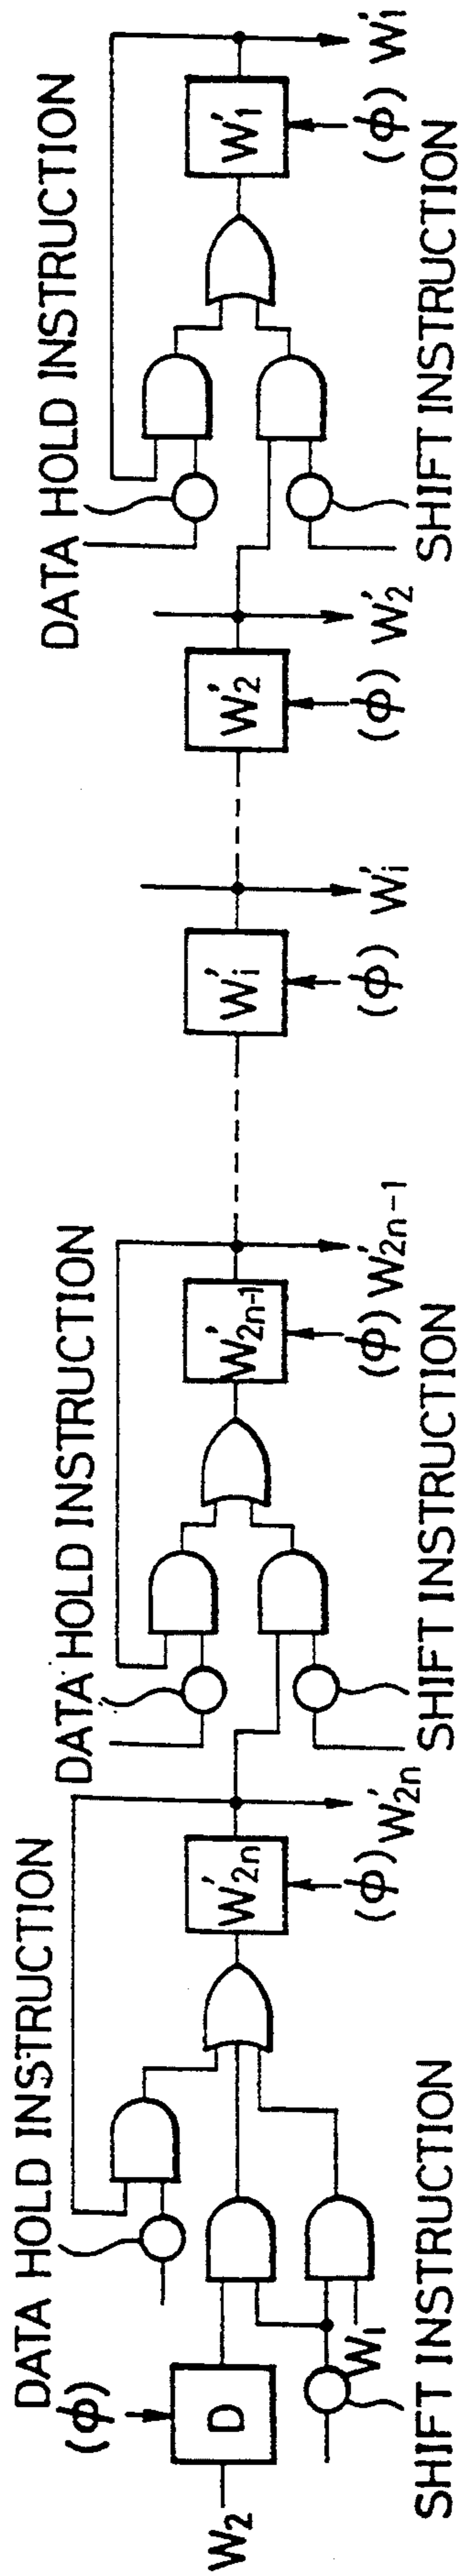 DATA HOLD INSTRUCTION
(φ)
W₂
D
W₁
SHIFT INSTRUCTION
W'₂ₙ
(φ)
W'₂ₙ
DATA HOLD INSTRUCTION
SHIFT INSTRUCTION
W'₂ₙ₋₁
(φ)
W'₂ₙ₋₁
W'ᵢ
(φ)
W'ᵢ
W'₂
(φ)
W'₂
DATA HOLD INSTRUCTION
SHIFT INSTRUCTION
W'₁
(φ)
W'₁